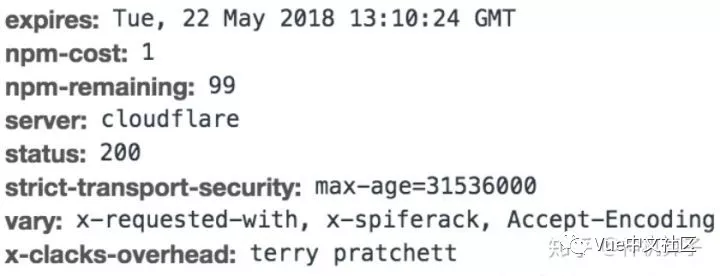 expires: Tue, 22 May 2018 13:10:24 GMT
npm-cost: 1
npm-remaining: 99
server: cloudflare
status: 200
strict-transport-security: max-age=31536000
vary: x-requested-with, x-spiferack, Accept-Encoding
x-clacks-overhead: terry pratchett
知乎
Vue中文社区